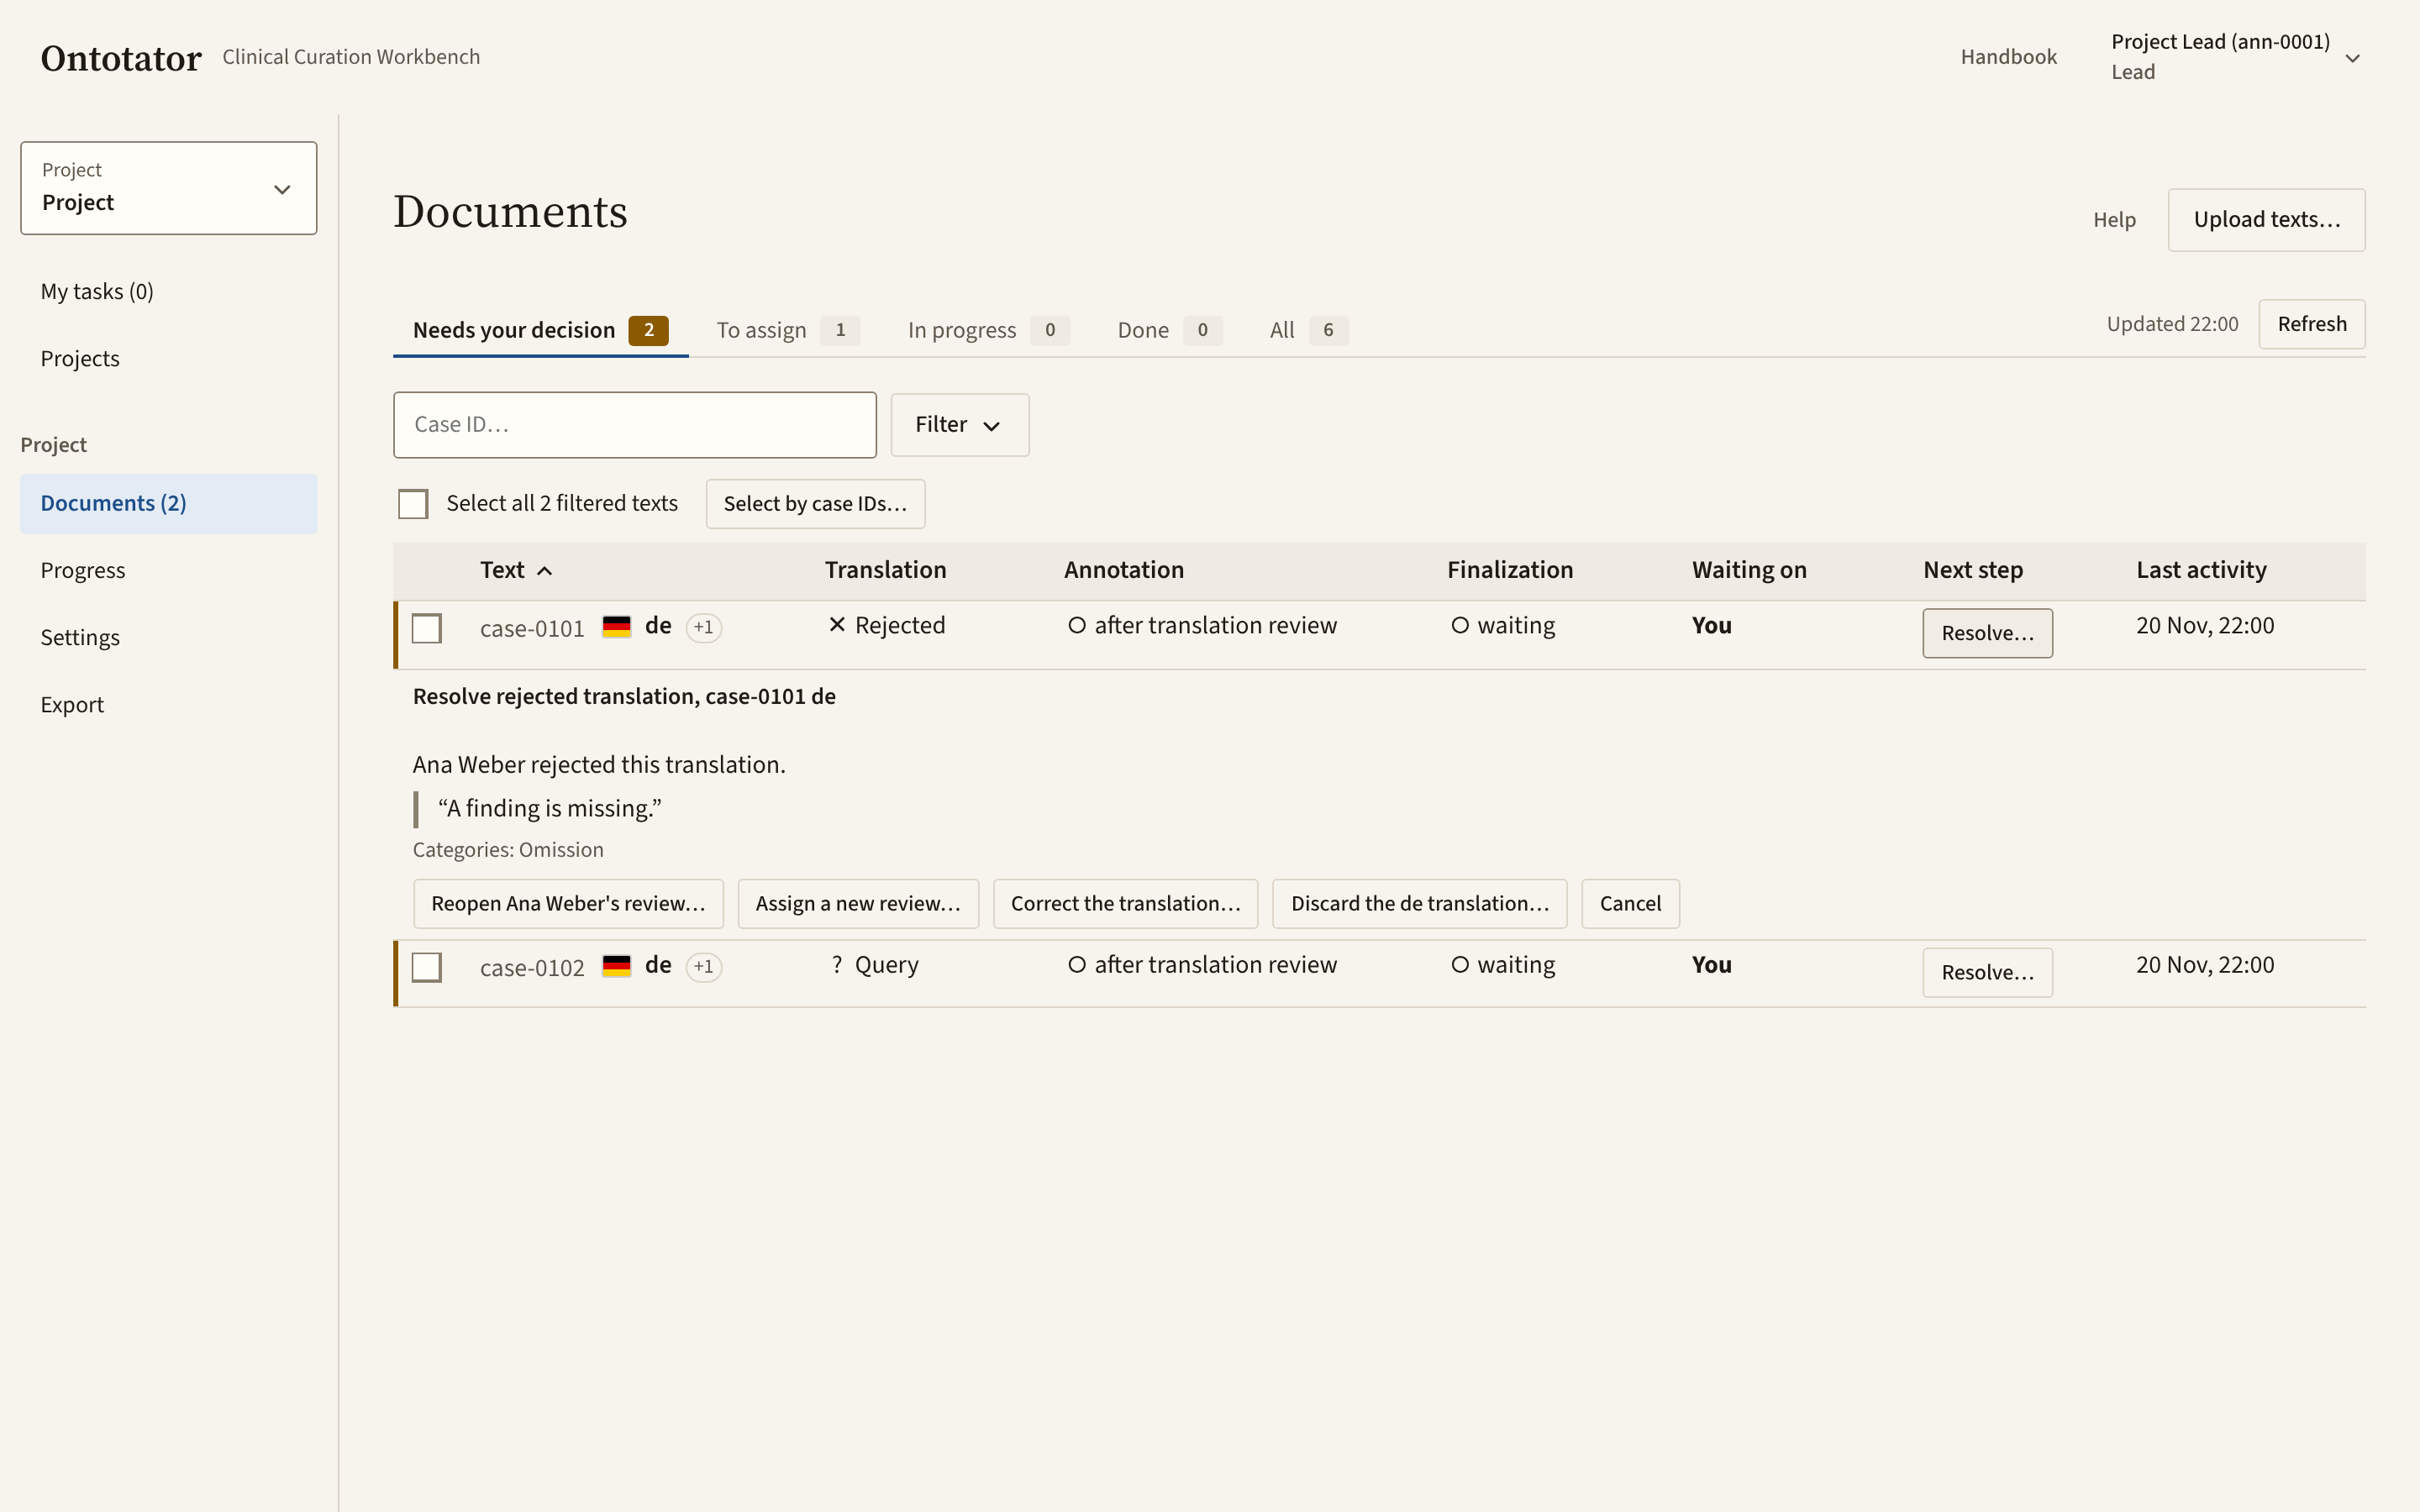 Ontotator Clinical Curation Workbench
Handbook
Project Lead (ann-0001)
Lead
Project
Project
My tasks (0)
Projects
Project
Documents (2)
Progress
Settings
Export
Documents
Help
Upload texts…
Needs your decision 2 To assign 1 In progress 0 Done 0 All 6
Updated 22:00 Refresh
Case ID…
Filter
Select all 2 filtered texts Select by case IDs…
Text Translation Annotation Finalization Waiting on Next step Last activity
case-0101 de +1 ✕ Rejected after translation review waiting You Resolve… 20 Nov, 22:00
Resolve rejected translation, case-0101 de
Ana Weber rejected this translation.
“A finding is missing.”
Categories: Omission
Reopen Ana Weber's review… Assign a new review… Correct the translation… Discard the de translation… Cancel
case-0102 de +1 ? Query after translation review waiting You Resolve… 20 Nov, 22:00